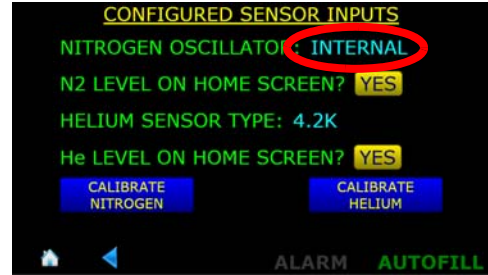 CONFIGURED SENSOR INPUTS
NITROGEN OSCILLATOR: INTERNAL
N2 LEVEL ON HOME SCREEN? YES
HELIUM SENSOR TYPE: 4.2K
He LEVEL ON HOME SCREEN? YES
CALIBRATE
NITROGEN
CALIBRATE
HELIUM
ALARM AUTOFILL